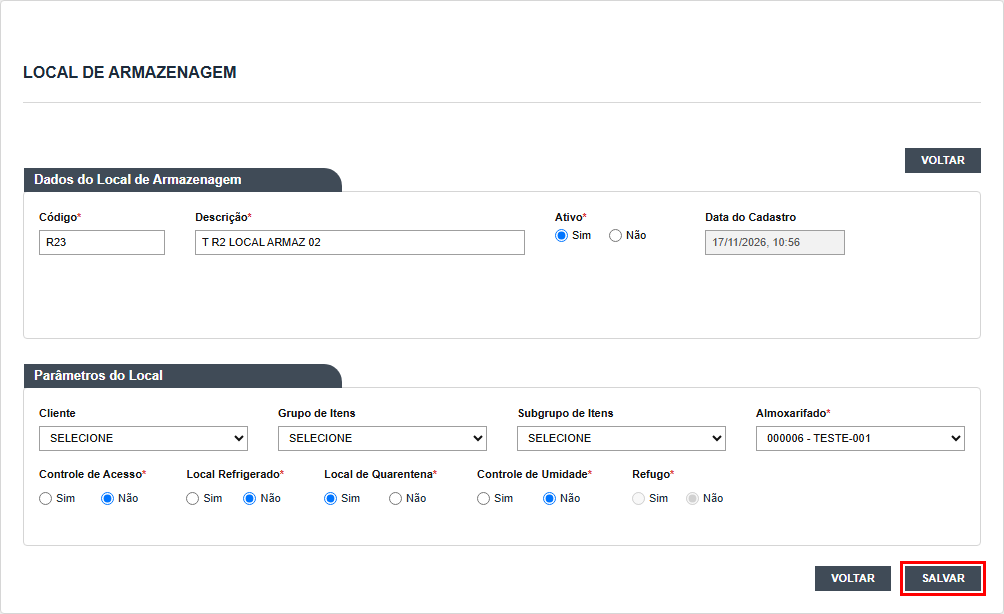 LOCAL DE ARMAZENAGEM
VOLTAR
Dados do Local de Armazenagem
Código* Descrição* Ativo* Data do Cadastro
R23 T R2 LOCAL ARMAZ 02 Sim Não 17/11/2026, 10:56
Parâmetros do Local
Cliente Grupo de Itens Subgrupo de Itens Almoxarifado*
SELECIONE SELECIONE SELECIONE 000006 - TESTE-001
Controle de Acesso* Local Refrigerado* Local de Quarentena* Controle de Umidade* Refugo*
Sim Não Sim Não Sim Não Sim Não Sim Não
VOLTAR SALVAR